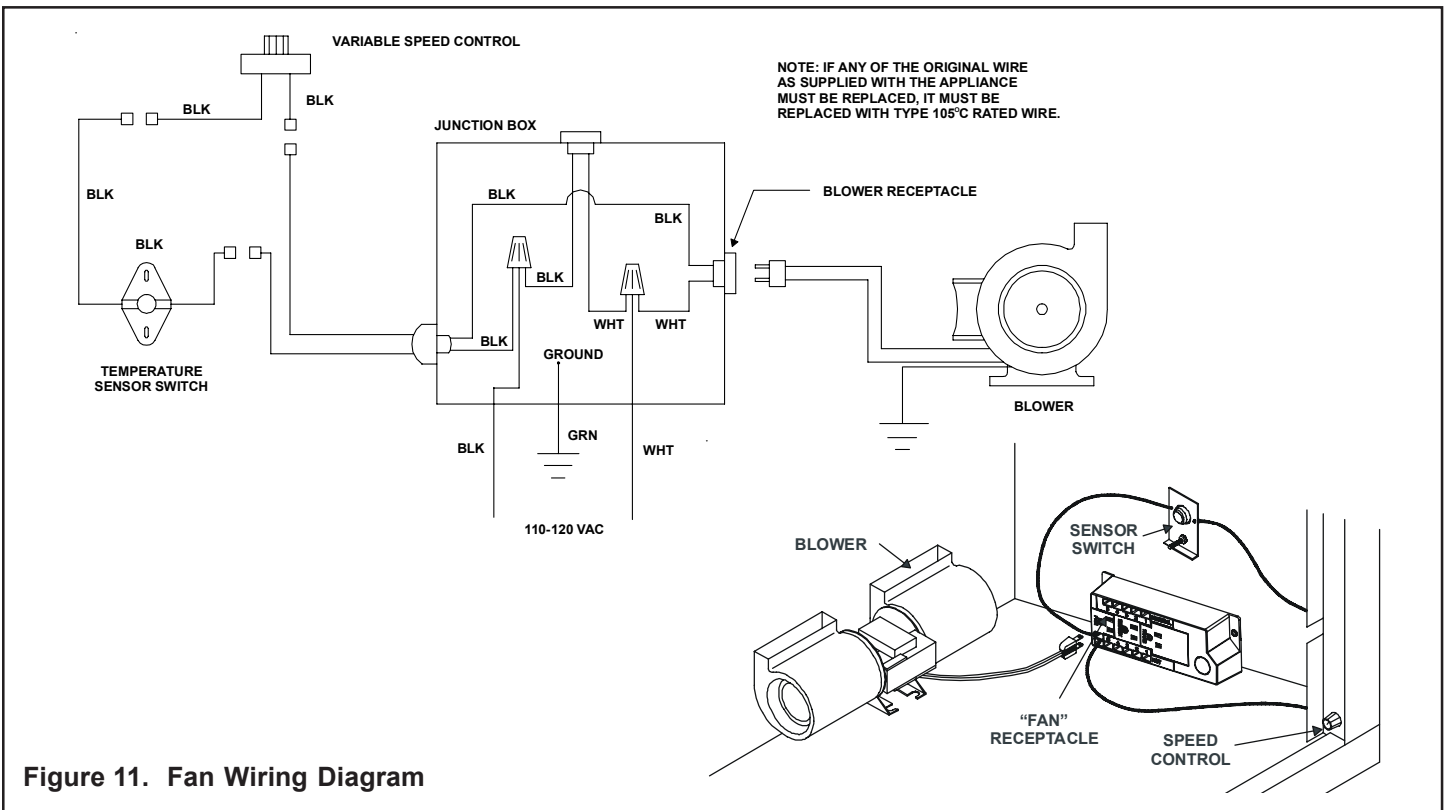 VARIABLE SPEED CONTROL
NOTE: IF ANY OF THE ORIGINAL WIRE
AS SUPPLIED WITH THE APPLIANCE
MUST BE REPLACED, IT MUST BE
REPLACED WITH TYPE 105°C RATED WIRE.
BLK
BLK
JUNCTION BOX
BLK
BLK
BLOWER RECEPTACLE
BLK
BLK
BLK
WHT
WHT
BLK
GROUND
TEMPERATURE
SENSOR SWITCH
BLOWER
BLK
GRN
WHT
110-120 VAC
BLOWER
SENSOR
SWITCH
“FAN”
RECEPTACLE
SPEED
CONTROL
Figure 11. Fan Wiring Diagram